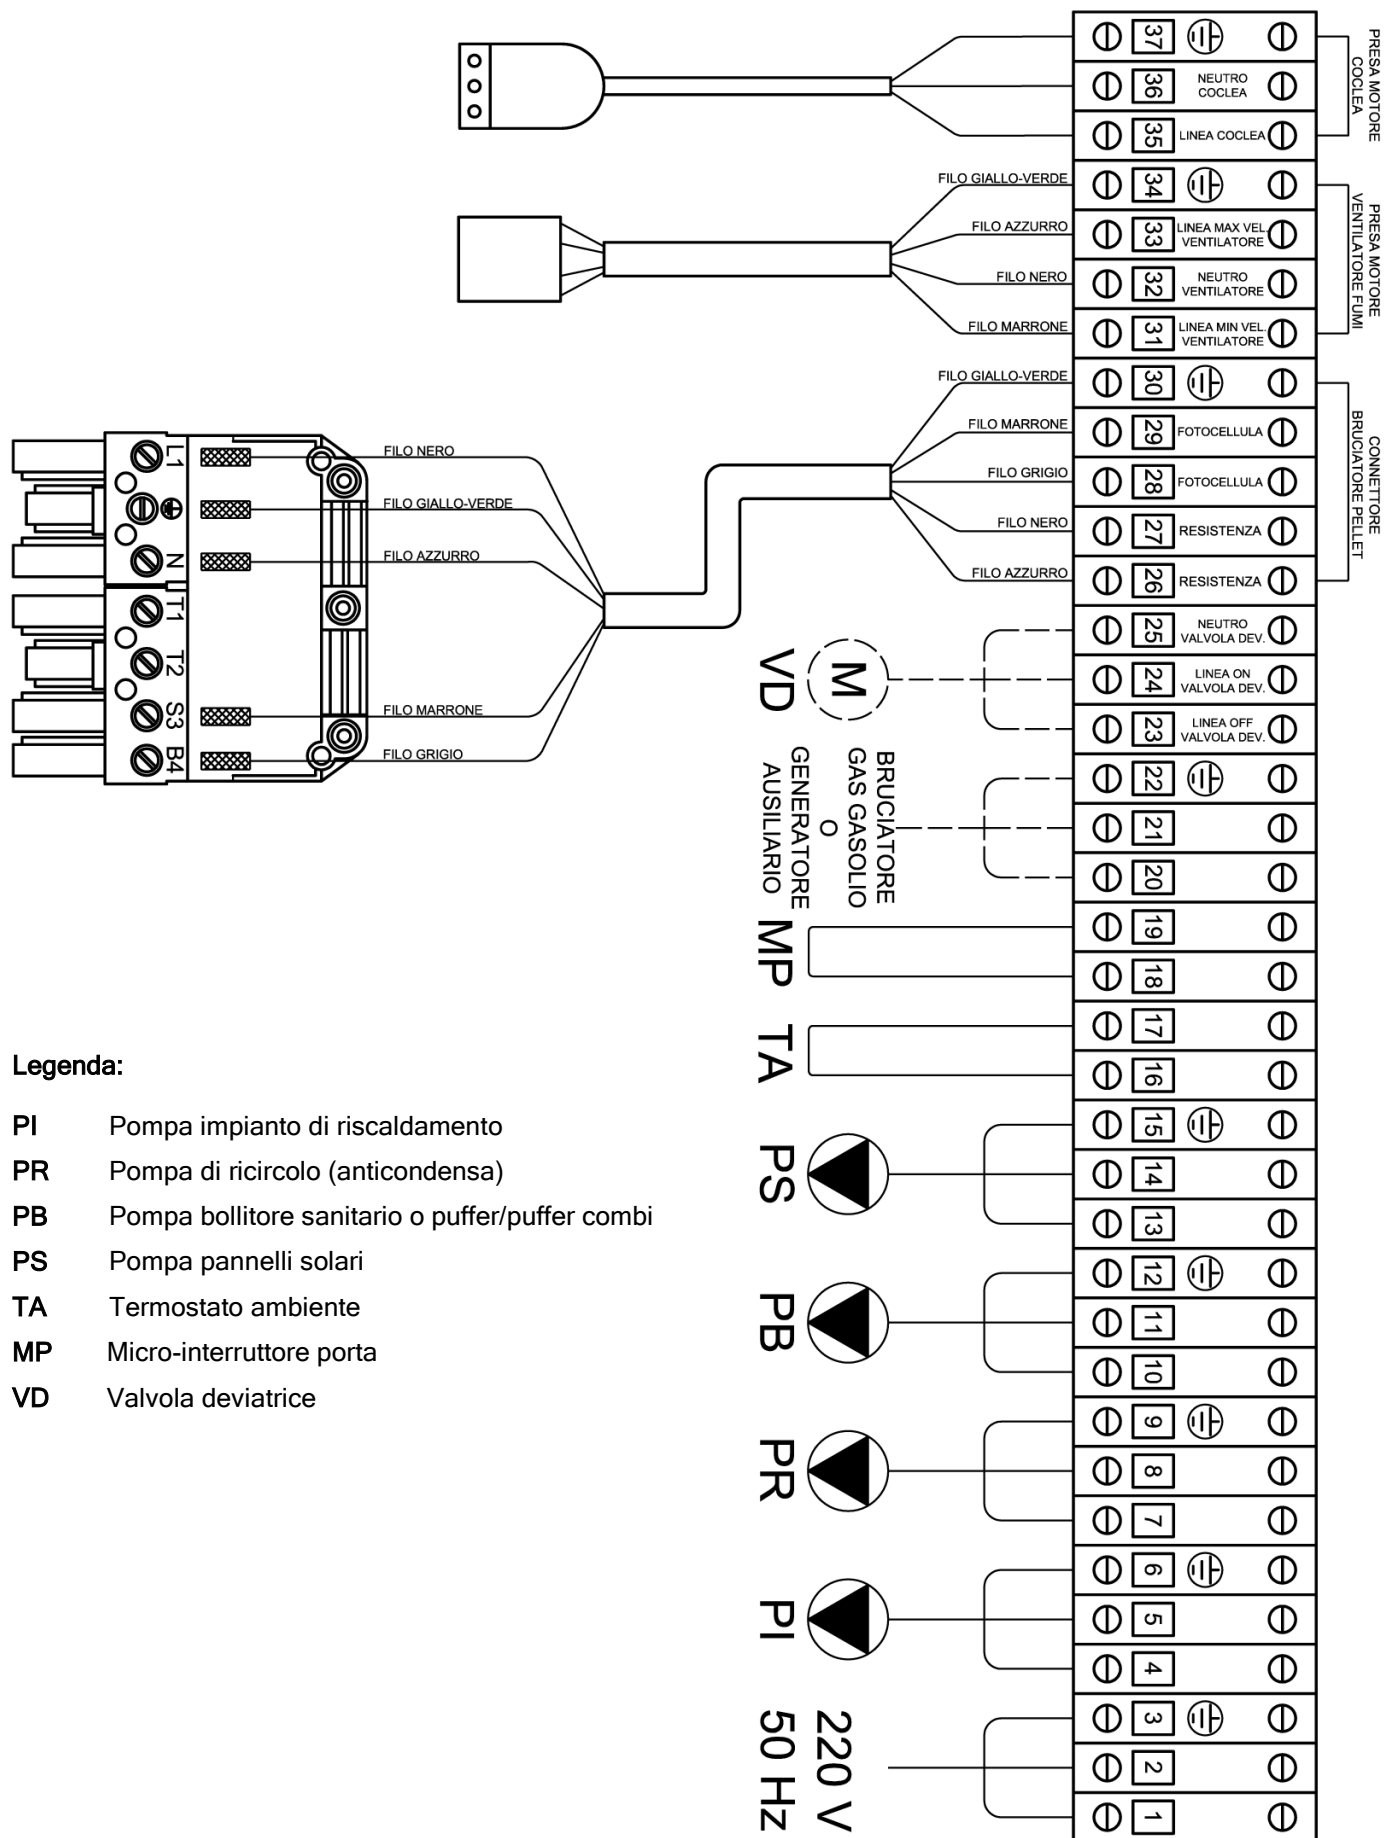 37
36
NEUTRO
COCLEA
35
LINEA COCLEA
PRESA MOTORE
COCLEA
FILO GIALLO-VERDE
34
FILO AZZURRO
33
LINEA MAX VEL.
VENTILATORE
FILO NERO
32
NEUTRO
VENTILATORE
FILO MARRONE
31
LINEA MIN VEL.
VENTILATORE
PRESA MOTORE
VENTILATORE FUMI
FILO GIALLO-VERDE
30
FILO MARRONE
29
FOTOCELLULA
FILO GRIGIO
28
FOTOCELLULA
FILO NERO
27
RESISTENZA
FILO AZZURRO
26
RESISTENZA
CONNETTORE
BRUCIATORE PELLET
L1
FILO NERO
FILO GIALLO-VERDE
N
FILO AZZURRO
T1
T2
S3
FILO MARRONE
B4
FILO GRIGIO
VD
M
25
NEUTRO
VALVOLA DEV.
24
LINEA ON
VALVOLA DEV.
23
LINEA OFF
VALVOLA DEV.
BRUCIATORE
GAS GASOLIO
O
GENERATORE
AUSILIARIO
22
21
20
MP
19
18
TA
17
16
PS
15
14
13
PB
12
11
10
PR
9
8
7
PI
6
5
4
220 V
50 Hz
3
2
1
Legenda:
PI Pompa impianto di riscaldamento
PR Pompa di ricircolo (anticondensa)
PB Pompa bollitore sanitario o puffer/puffer combi
PS Pompa pannelli solari
TA Termostato ambiente
MP Micro-interruttore porta
VD Valvola deviatrice